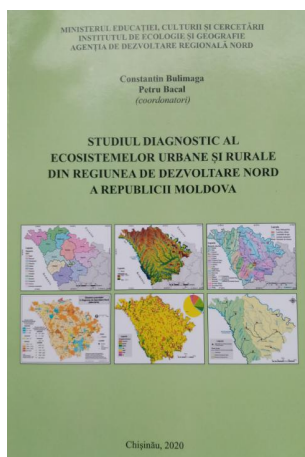 MINISTERUL EDUCAȚIEI, CULTURII ȘI CERCETĂRII
INSTITUTUL DE ECOLOGIE ȘI GEOGRAFIE
AGENȚIA DE DEZVOLTARE REGIONALĂ NORD
Constantin Bulimaga
Petru Bacal
(coordonatori)
STUDIUL DIAGNOSTIC AL
ECOSISTEMELOR URBANE ȘI RURALE
DIN REGIUNEA DE DEZVOLTARE NORD
A REPUBLICII MOLDOVA
Chișinău, 2020